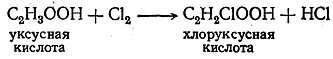 C₂H₃OOH + Cl₂ ⟶ C₂H₂ClOOH + HCl
уксусная хлоруксусная
кислота кислота